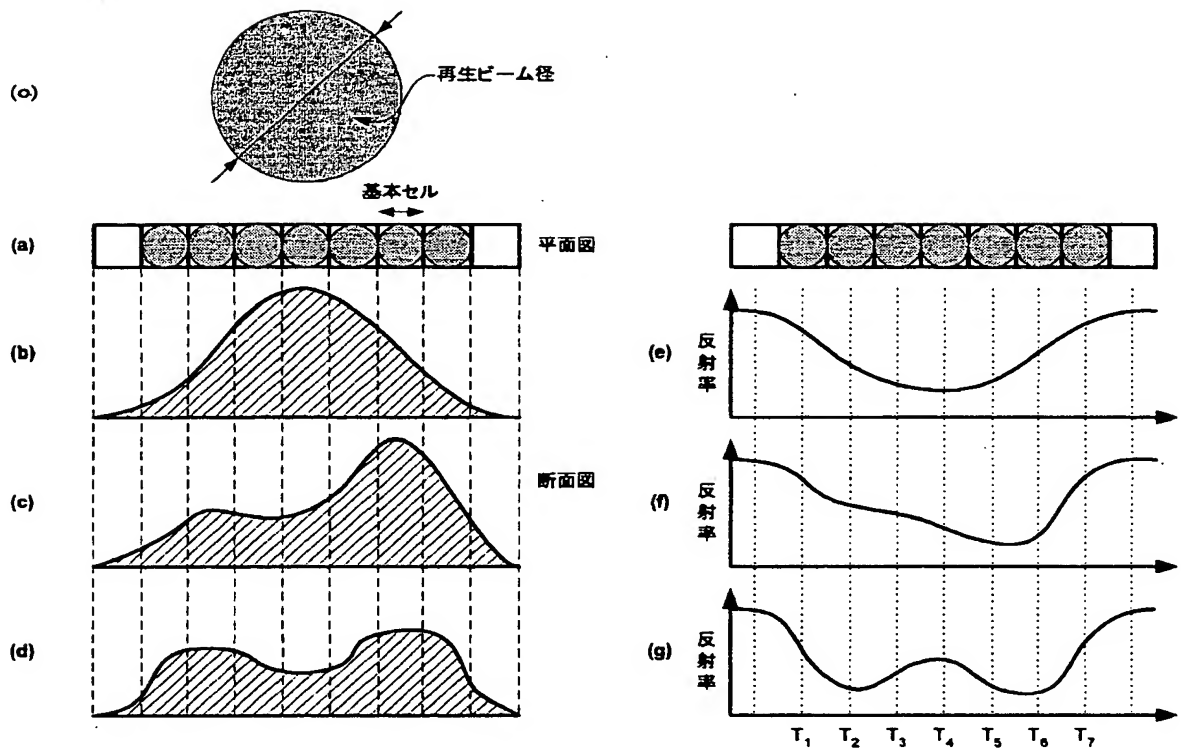 (o)
再生ビーム径
基本セル
(a)
平面図
(b)
(e)
反射率
(c)
断面図
(f)
反射率
(d)
(g)
反射率
T1 T2 T3 T4 T5 T6 T7